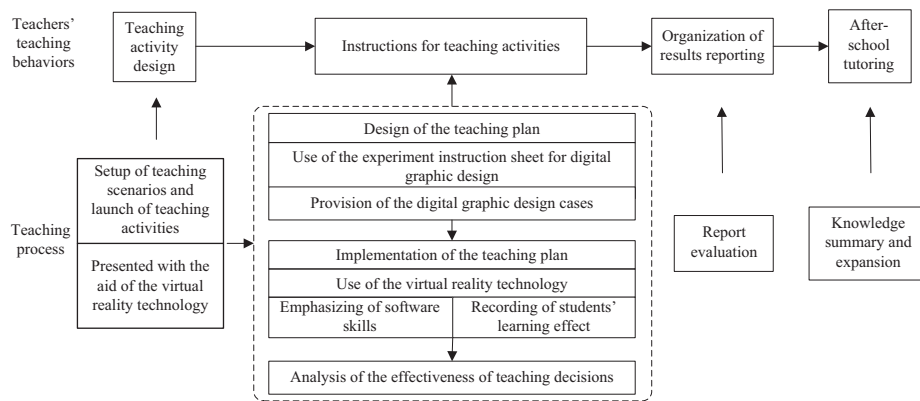 Teachers'
teaching
behaviors
Teaching
activity
design
Instructions for teaching activities
Organization of
results reporting
After-
school
tutoring
Design of the teaching plan
Use of the experiment instruction sheet for digital
graphic design
Provision of the digital graphic design cases
Teaching
process
Setup of teaching
scenarios and
launch of teaching
activities
Presented with the
aid of the virtual
reality technology
Implementation of the teaching plan
Use of the virtual reality technology
Emphasizing of software
skills
Recording of students'
learning effect
Analysis of the effectiveness of teaching decisions
Report
evaluation
Knowledge
summary and
expansion